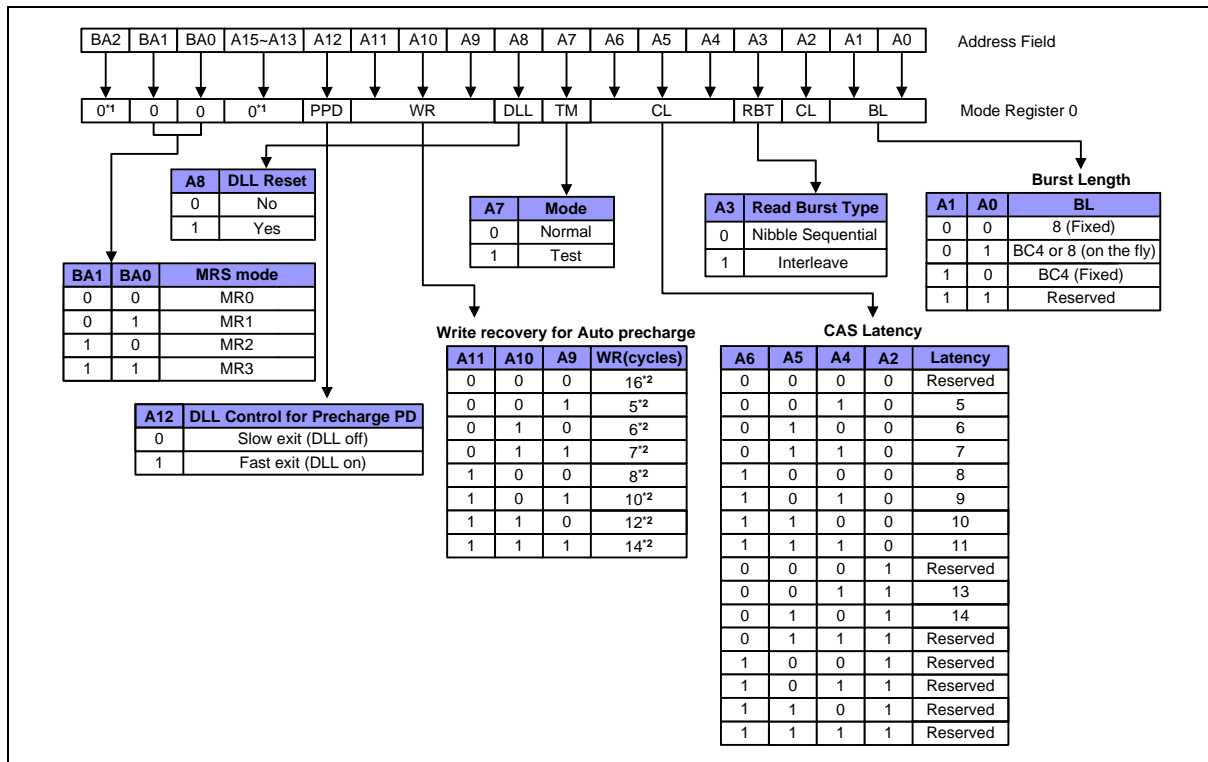 BA2 BA1 BA0 A15~A13 A12 A11 A10 A9 A8 A7 A6 A5 A4 A3 A2 A1 A0 Address Field
0*1 0 0 0*1 PPD WR DLL TM CL RBT CL BL Mode Register 0
A8 DLL Reset
0 No
1 Yes
A7 Mode
0 Normal
1 Test
A3 Read Burst Type
0 Nibble Sequential
1 Interleave
Burst Length
A1 A0 BL
0 0 8 (Fixed)
0 1 BC4 or 8 (on the fly)
1 0 BC4 (Fixed)
1 1 Reserved
BA1 BA0 MRS mode
0 0 MR0
0 1 MR1
1 0 MR2
1 1 MR3
A12 DLL Control for Precharge PD
0 Slow exit (DLL off)
1 Fast exit (DLL on)
Write recovery for Auto precharge
A11 A10 A9 WR(cycles)
0 0 0 16*2
0 0 1 5*2
0 1 0 6*2
0 1 1 7*2
1 0 0 8*2
1 0 1 10*2
1 1 0 12*2
1 1 1 14*2
CAS Latency
A6 A5 A4 A2 Latency
0 0 0 0 Reserved
0 0 1 0 5
0 1 0 0 6
0 1 1 0 7
1 0 0 0 8
1 0 1 0 9
1 1 0 0 10
1 1 1 0 11
0 0 0 1 Reserved
0 0 1 1 13
0 1 0 1 14
0 1 1 1 Reserved
1 0 0 1 Reserved
1 0 1 1 Reserved
1 1 0 1 Reserved
1 1 1 1 Reserved